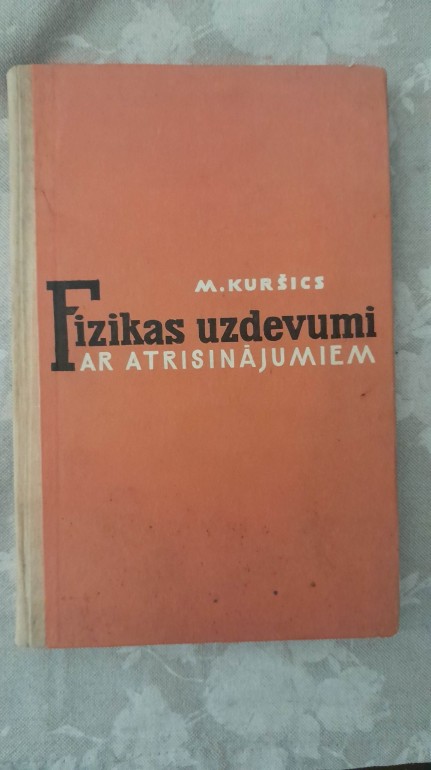 M. KURŠICS
Fizikas uzdevumi
AR ATRISINĀJUMIEM